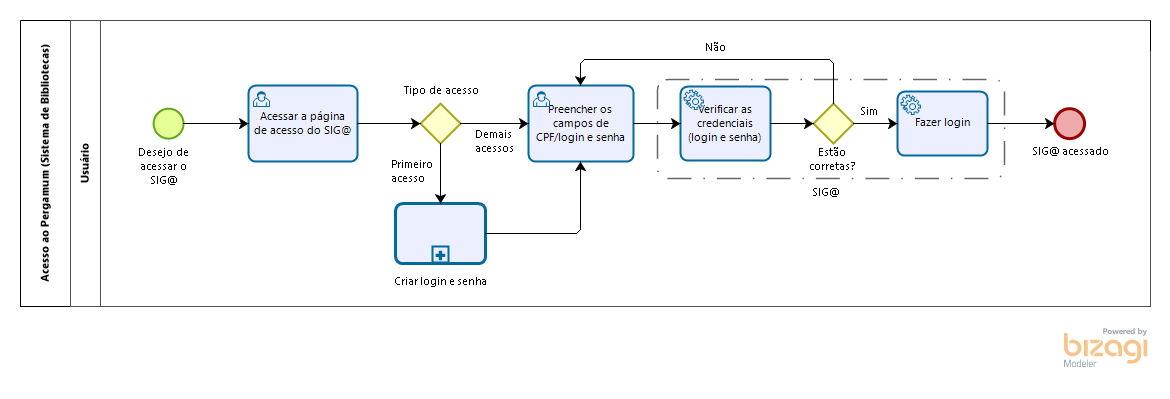 Acesso ao Pergamum (Sistema de Bibliotecas)
Usuário
Desejo de
acessar o
SIG@
Acessar a página
de acesso do SIG@
Tipo de acesso
Demais
acessos
Primeiro
acesso
Criar login e senha
Preencher os
campos de
CPF/login e senha
Não
Verificar as
credenciais
(login e senha)
Estão
corretas?
Sim
Fazer login
SIG@
SIG@ acessado
Powered by
bizagi
Modeler